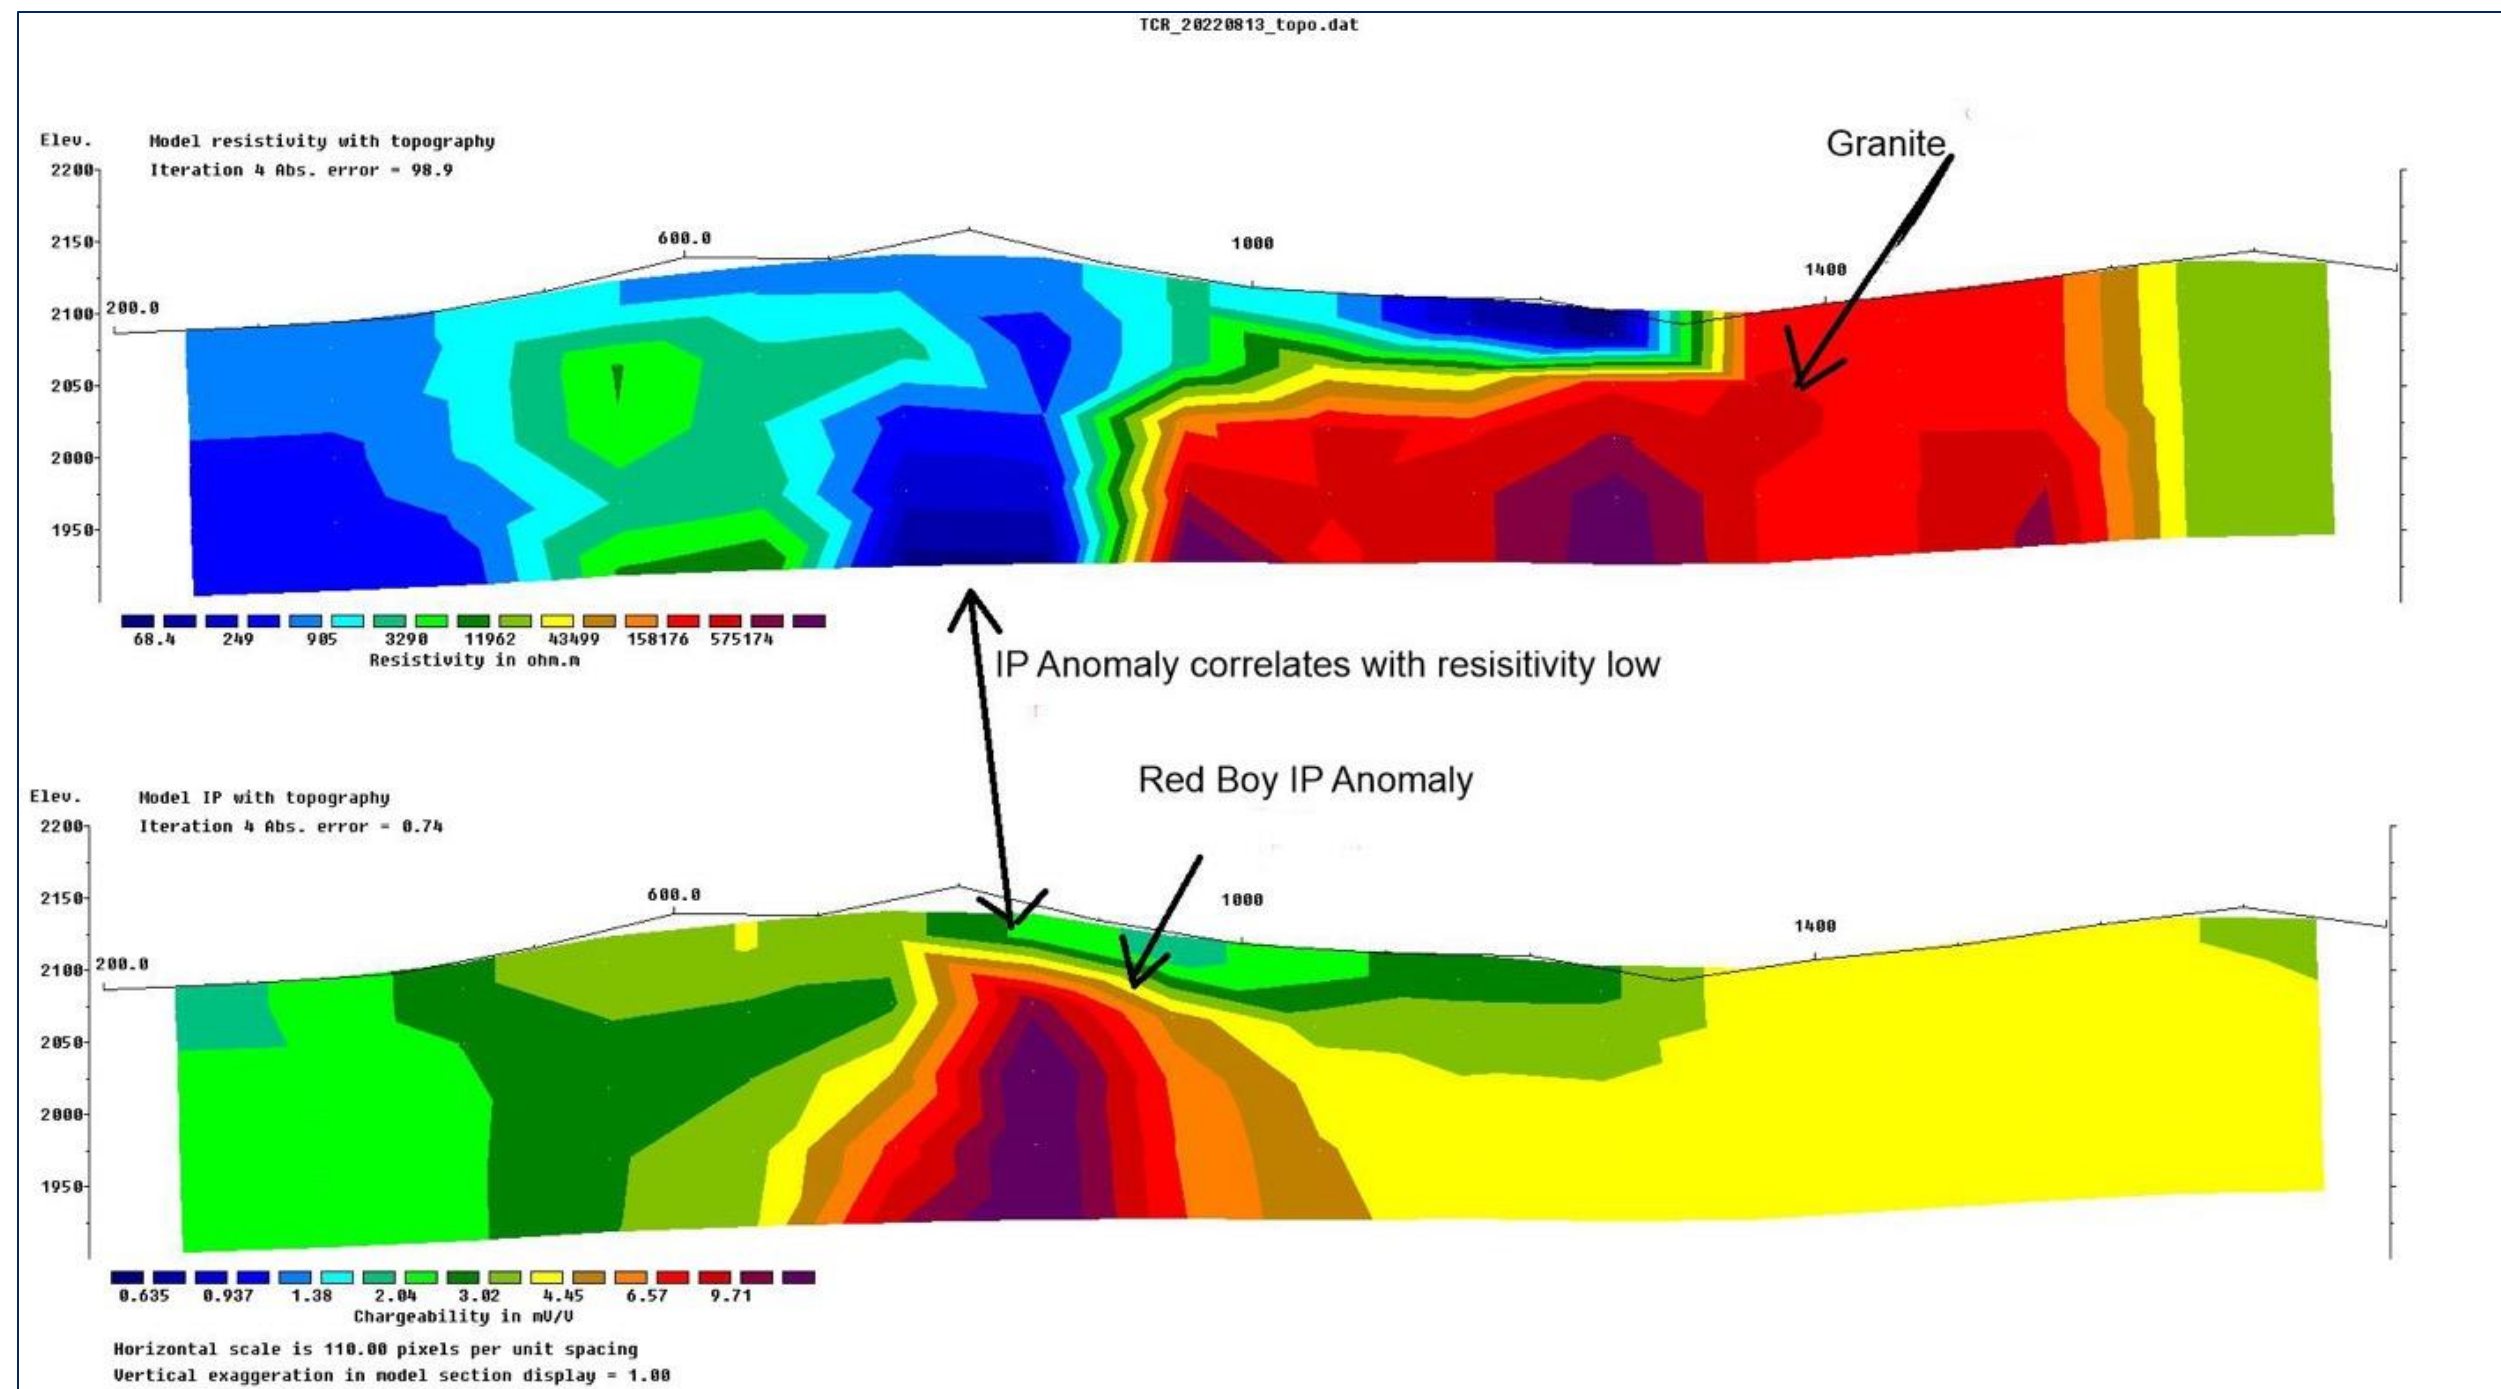 TCR_20220813_topo.dat
Elev. Model resistivity with topography
Iteration 4 Abs. error = 98.9
Granite
2200
2150
2100
2050
2000
1950
200.0
600.0
1000
1400
68.4 249 905 3290 11962 43499 158176 575174
Resistivity in ohm.m
IP Anomaly correlates with resisitivity low
Red Boy IP Anomaly
Elev. Model IP with topography
Iteration 4 Abs. error = 0.74
2200
2150
2100
2050
2000
1950
200.0
600.0
1000
1400
0.635 0.937 1.38 2.04 3.02 4.45 6.57 9.71
Chargeability in mV/V
Horizontal scale is 110.00 pixels per unit spacing
Vertical exaggeration in model section display = 1.00